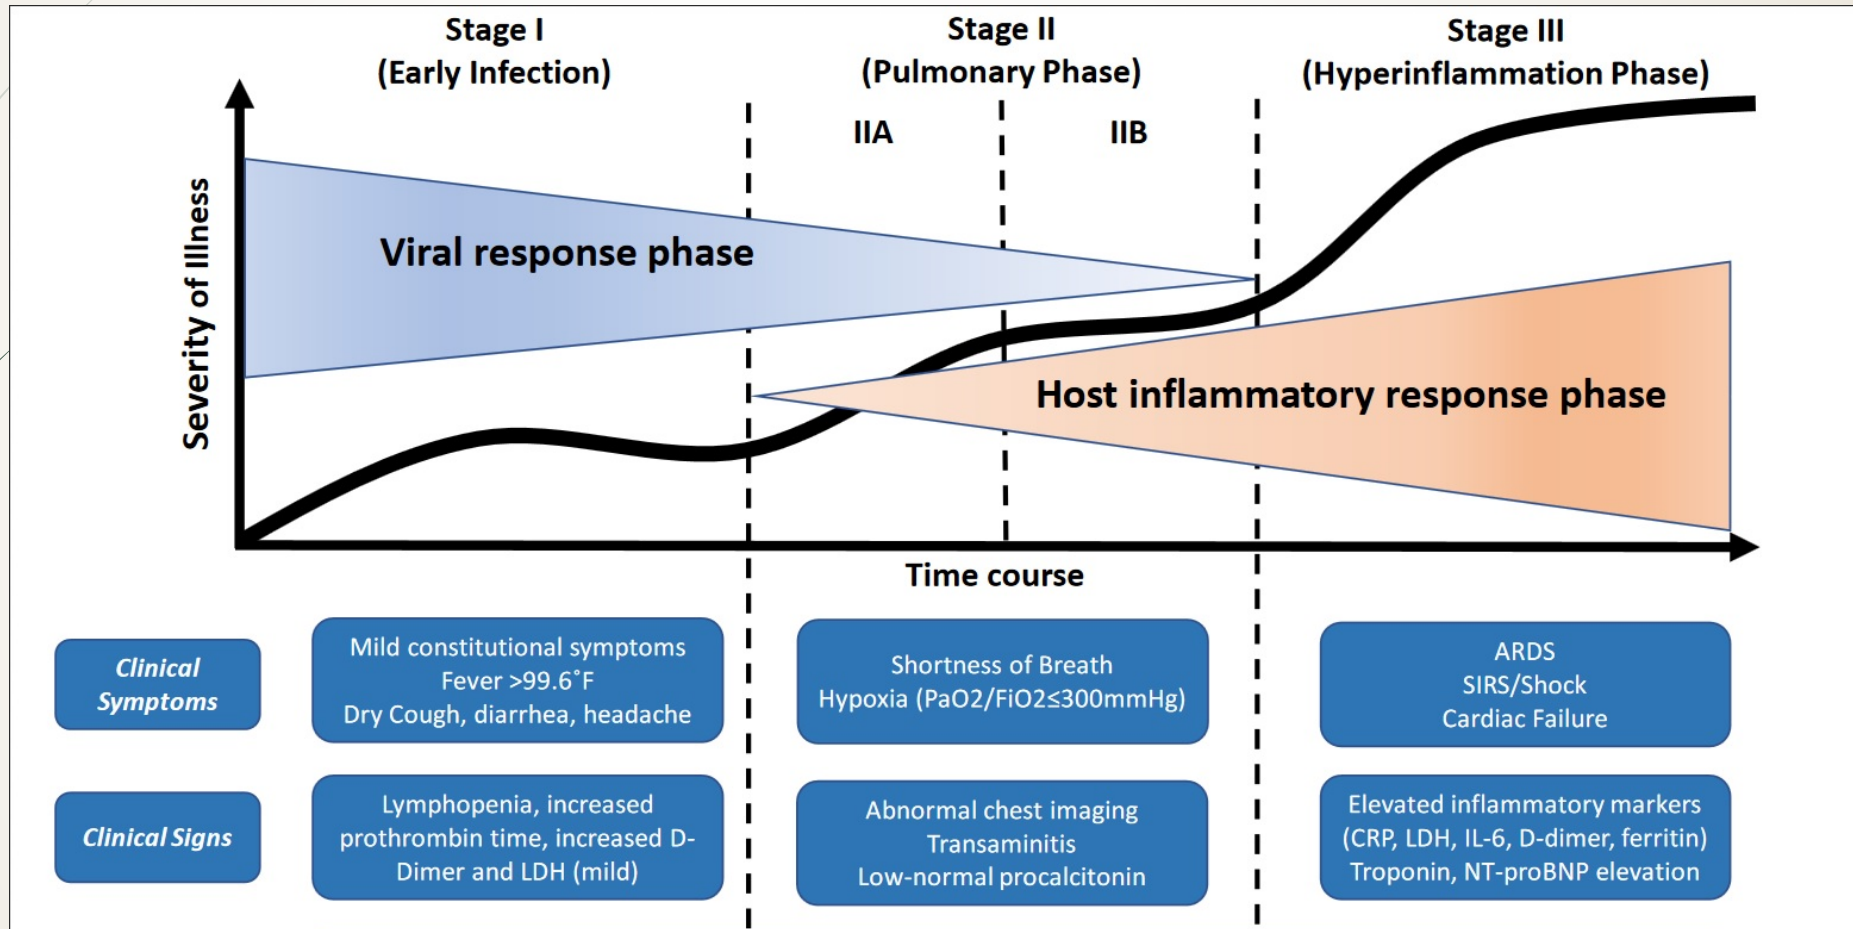 Stage I
(Early Infection)
Stage II
(Pulmonary Phase)
Stage III
(Hyperinflammation Phase)
IIA
IIB
Severity of Illness
Viral response phase
Host inflammatory response phase
Time course
Clinical
Symptoms
Mild constitutional symptoms
Fever >99.6°F
Dry Cough, diarrhea, headache
Shortness of Breath
Hypoxia (PaO2/FiO2≤300mmHg)
ARDS
SIRS/Shock
Cardiac Failure
Clinical Signs
Lymphopenia, increased
prothrombin time, increased D-
Dimer and LDH (mild)
Abnormal chest imaging
Transaminitis
Low-normal procalcitonin
Elevated inflammatory markers
(CRP, LDH, IL-6, D-dimer, ferritin)
Troponin, NT-proBNP elevation